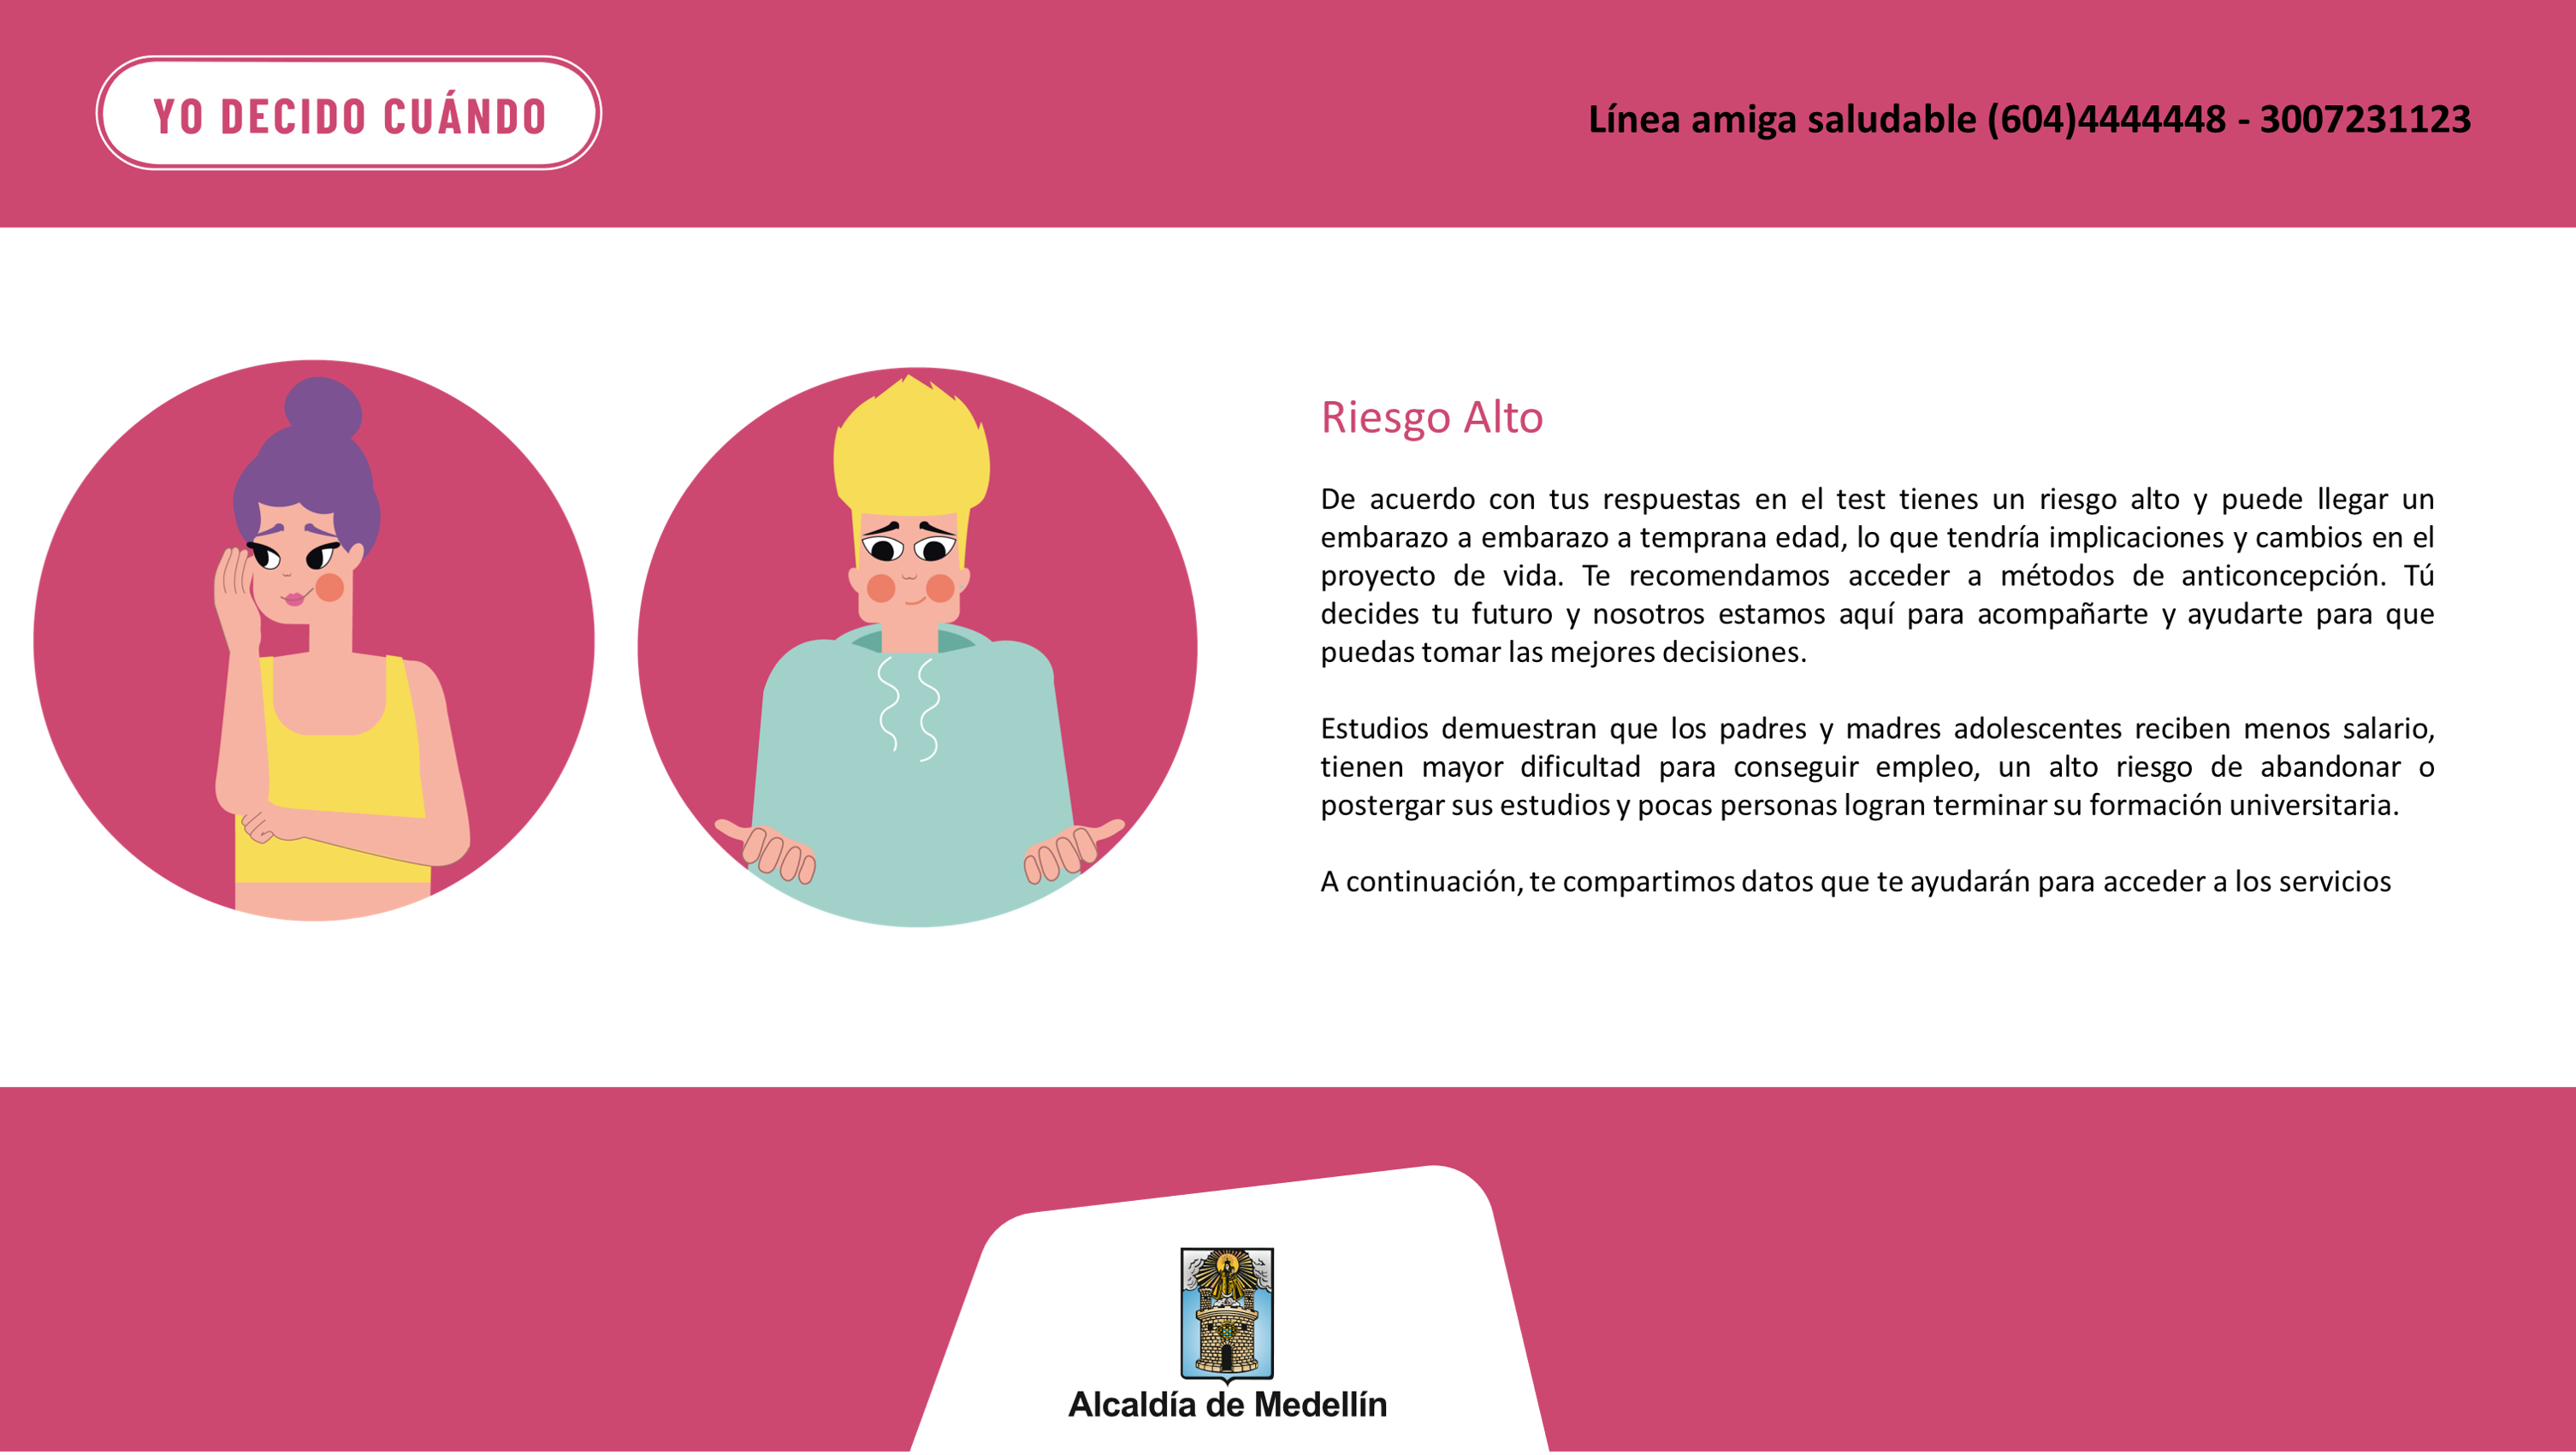 YO DECIDO CUÁNDO
Línea amiga saludable (604)4444448 - 3007231123
Riesgo Alto
De acuerdo con tus respuestas en el test tienes un riesgo alto y puede llegar un
embarazo a embarazo a temprana edad, lo que tendría implicaciones y cambios en el
proyecto de vida. Te recomendamos acceder a métodos de anticoncepción. Tú
decides tu futuro y nosotros estamos aquí para acompañarte y ayudarte para que
puedas tomar las mejores decisiones.
Estudios demuestran que los padres y madres adolescentes reciben menos salario,
tienen mayor dificultad para conseguir empleo, un alto riesgo de abandonar o
postergar sus estudios y pocas personas logran terminar su formación universitaria.
A continuación, te compartimos datos que te ayudarán para acceder a los servicios
Alcaldía de Medellín